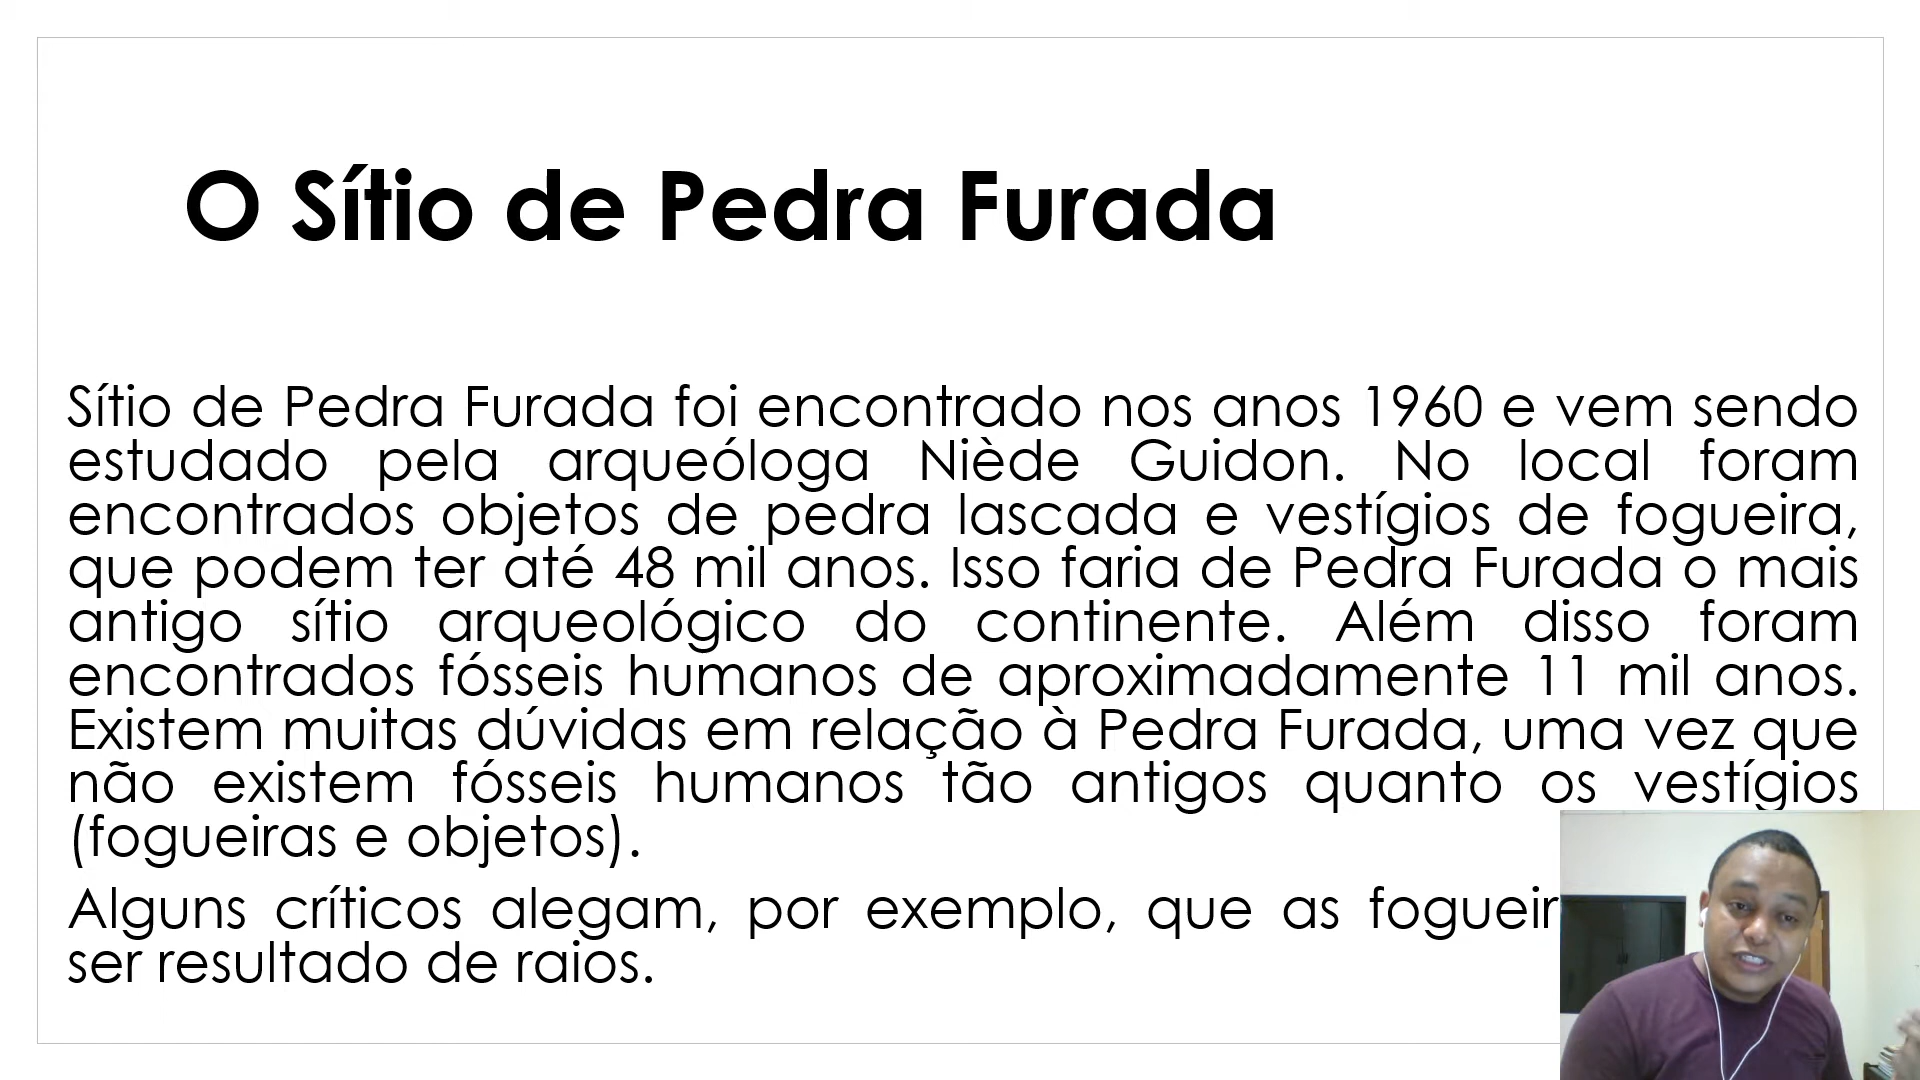 O Sítio de Pedra Furada
Sítio de Pedra Furada foi encontrado nos anos 1960 e vem sendo
estudado pela arqueóloga Niède Guidon. No local foram
encontrados objetos de pedra lascada e vestígios de fogueira,
que podem ter até 48 mil anos. Isso faria de Pedra Furada o mais
antigo sítio arqueológico do continente. Além disso foram
encontrados fósseis humanos de aproximadamente 11 mil anos.
Existem muitas dúvidas em relação à Pedra Furada, uma vez que
não existem fósseis humanos tão antigos quanto os vestígios
(fogueiras e objetos).
Alguns críticos alegam, por exemplo, que as
ser resultado de raios.